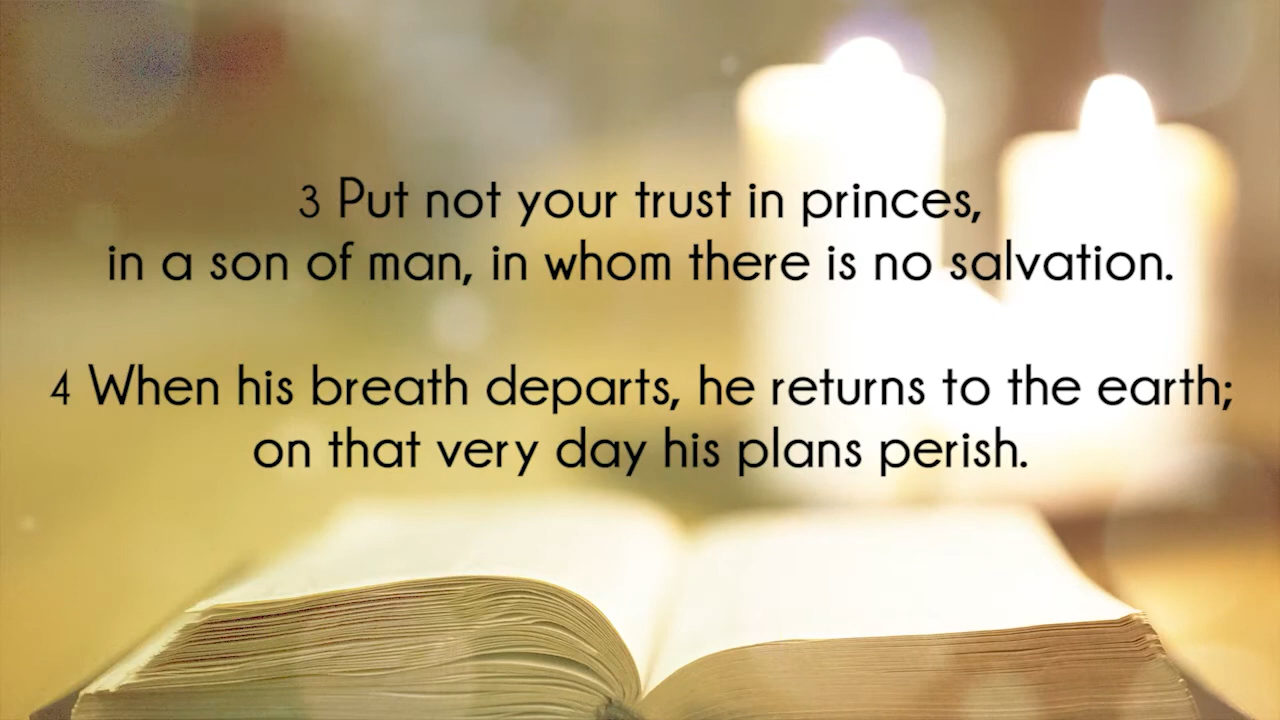 3 Put not your trust in princes,
in a son of man, in whom there is no salvation.
4 When his breath departs, he returns to the earth;
on that very day his plans perish.